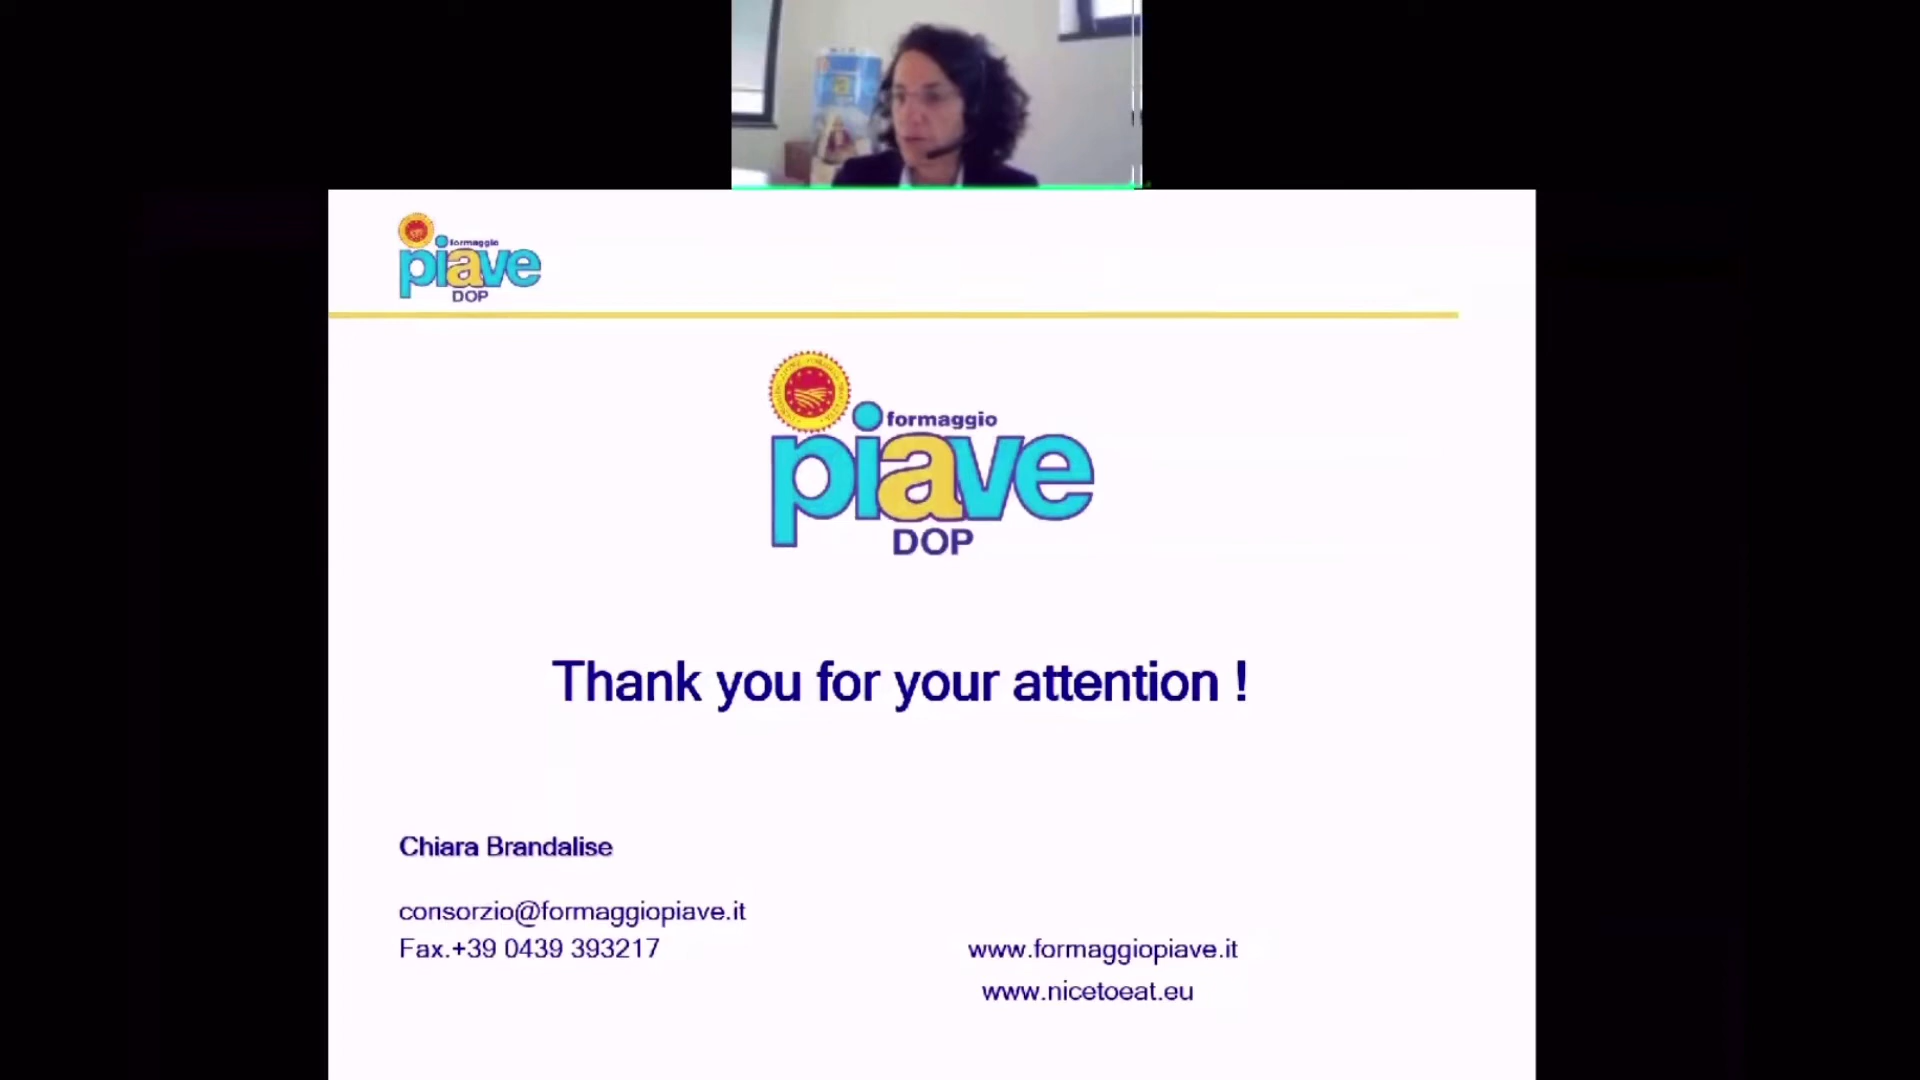 formaggio
piave
DOP
formaggio
piave
DOP
Thank you for your attention !
Chiara Brandalise
consorzio@formaggiopiave.it
Fax.+39 0439 393217
www.formaggiopiave.it
www.nicetoeat.eu